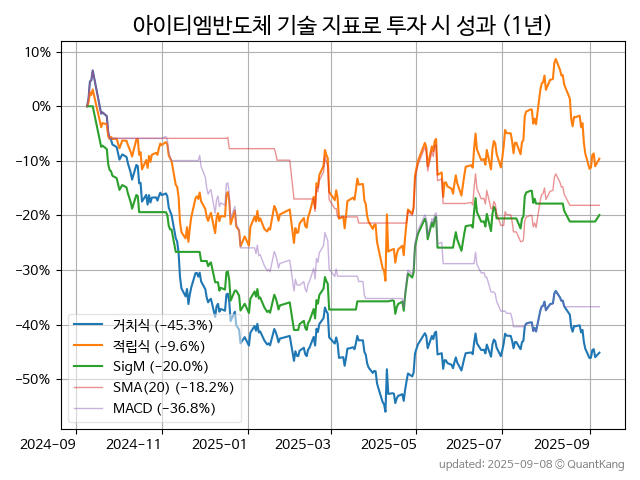 아이티엠반도체 기술 지표로 투자 시 성과 (1년)
10%
0%
−10%
−20%
−30%
−40%
−50%
거치식 (−45.3%)
적립식 (−9.6%)
SigM (−20.0%)
SMA(20) (−18.2%)
MACD (−36.8%)
2024-09 2024-11 2025-01 2025-03 2025-05 2025-07 2025-09
updated: 2025-09-08 © QuantKang